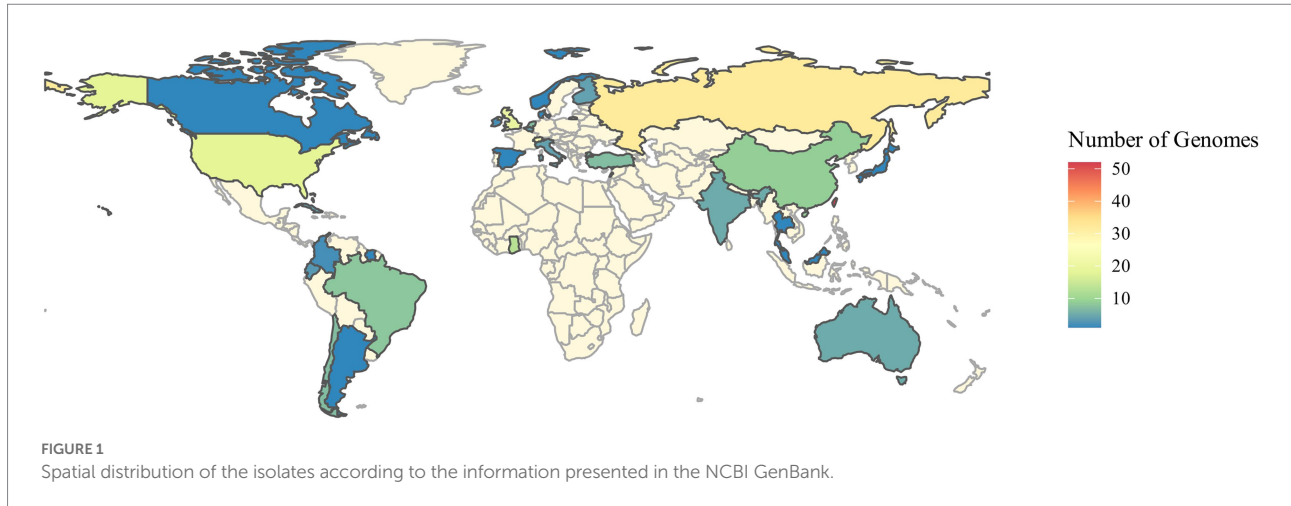 Number of Genomes
50
40
30
20
10
FIGURE 1
Spatial distribution of the isolates according to the information presented in the NCBI GenBank.